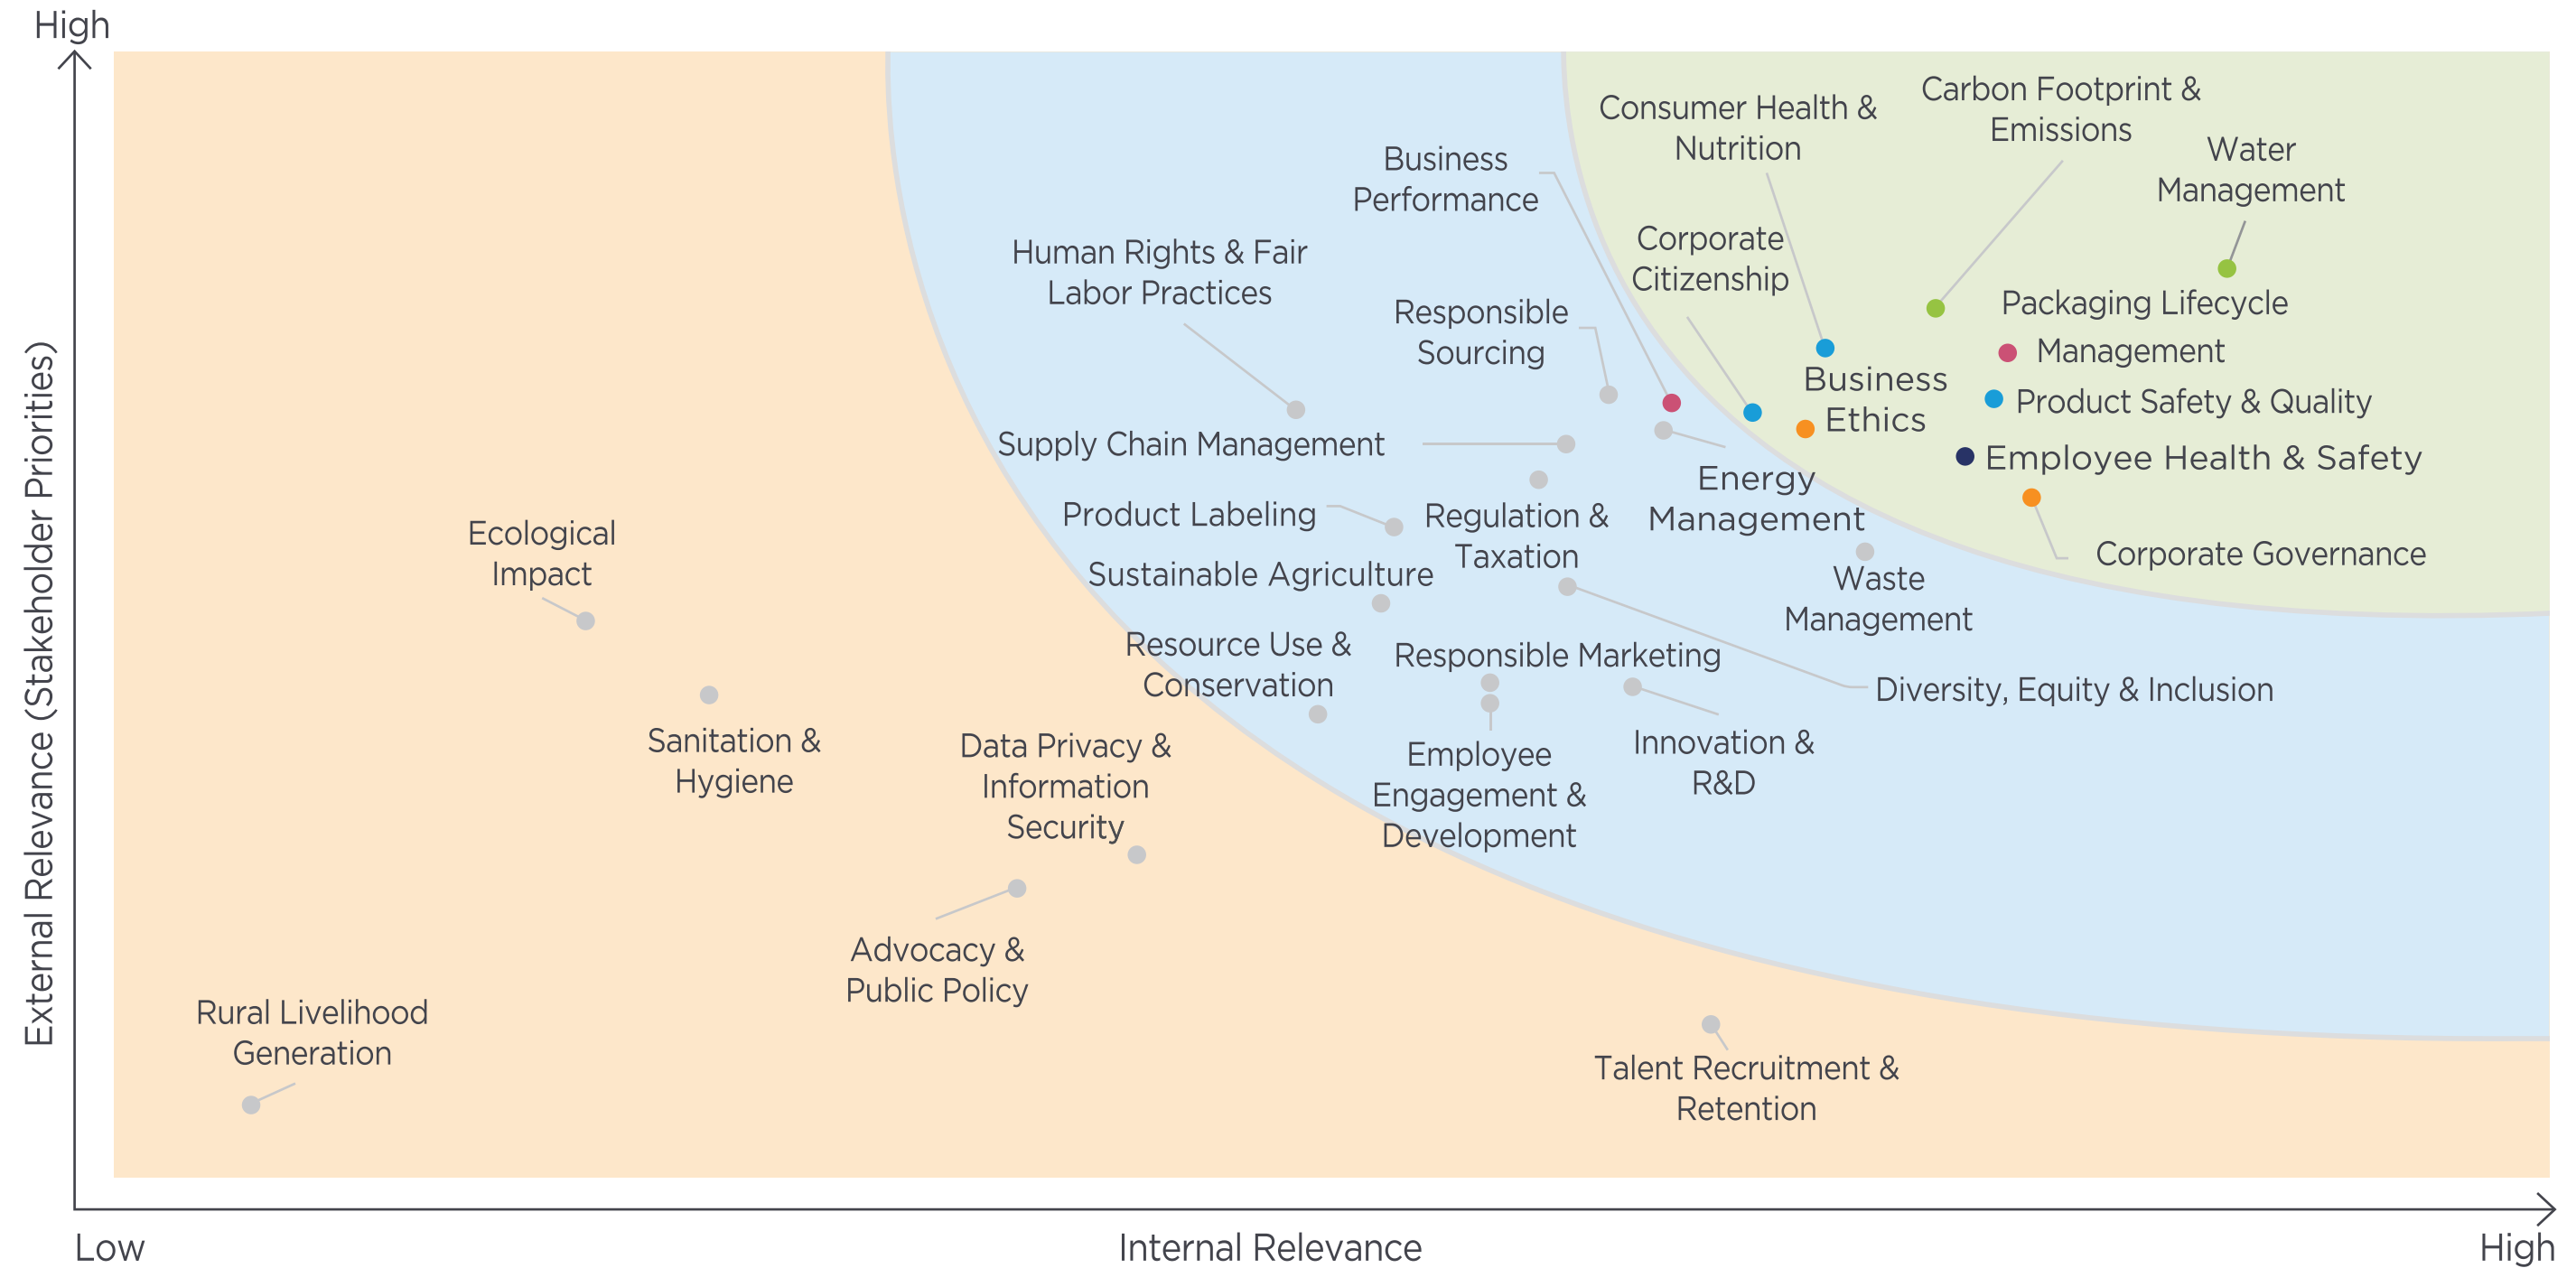 High
Carbon Footprint &
Emissions
Consumer Health &
Nutrition
Water
Management
Business
Performance
Corporate
Citizenship
Human Rights & Fair
Labor Practices
Packaging Lifecycle
Management
Responsible
Sourcing
Business
Ethics
Product Safety & Quality
Supply Chain Management
Employee Health & Safety
Energy
Management
Product Labeling
Regulation &
Taxation
Corporate Governance
Ecological
Impact
Sustainable Agriculture
Waste
Management
Resource Use &
Conservation
Responsible Marketing
Diversity, Equity & Inclusion
Sanitation &
Hygiene
Data Privacy &
Information
Security
Employee
Engagement &
Development
Innovation &
R&D
Advocacy &
Public Policy
Rural Livelihood
Generation
Talent Recruitment &
Retention
External Relevance (Stakeholder Priorities)
Low
Internal Relevance
High